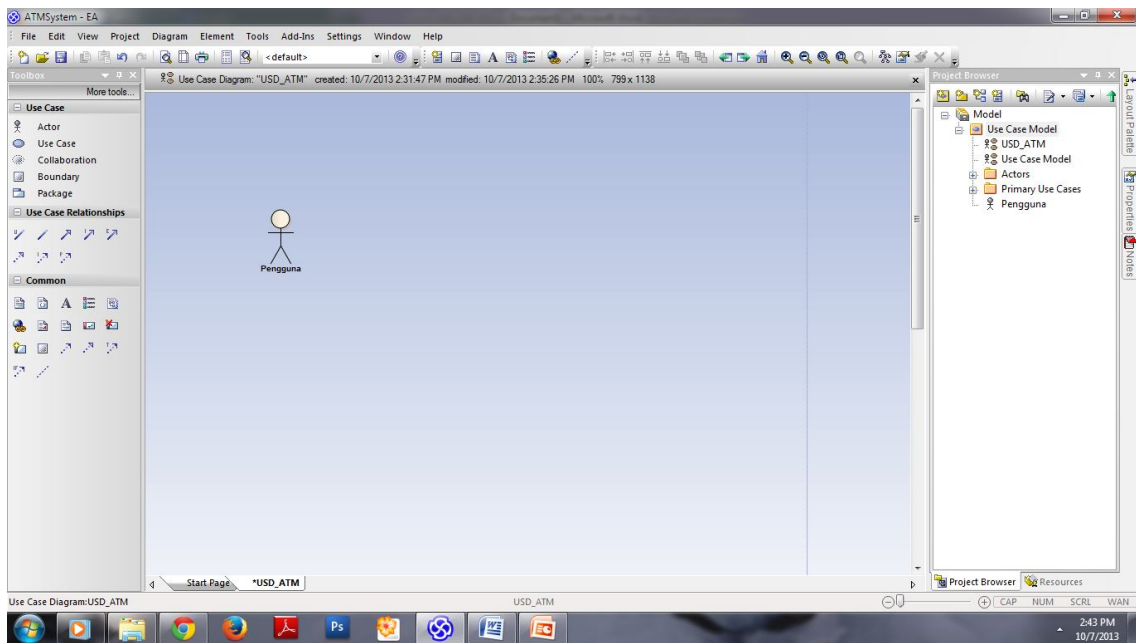 ATMSystem - EA
File Edit View Project Diagram Element Tools Add-Ins Settings Window Help
<default>
Toolbox
More tools...
Use Case
Actor
Use Case
Collaboration
Boundary
Package
Use Case Relationships
Common
Use Case Diagram: "USD_ATM" created: 10/7/2013 2:31:47 PM modified: 10/7/2013 2:35:26 PM 100% 799 x 1138
Pengguna
Start Page *USD_ATM
Project Browser
Model
Use Case Model
USD_ATM
Use Case Model
Actors
Primary Use Cases
Pengguna
Project Browser Resources
Layout Palette
Properties
Notes
Use Case Diagram:USD_ATM USD_ATM CAP NUM SCRL WAN
Ps
2:43 PM
10/7/2013